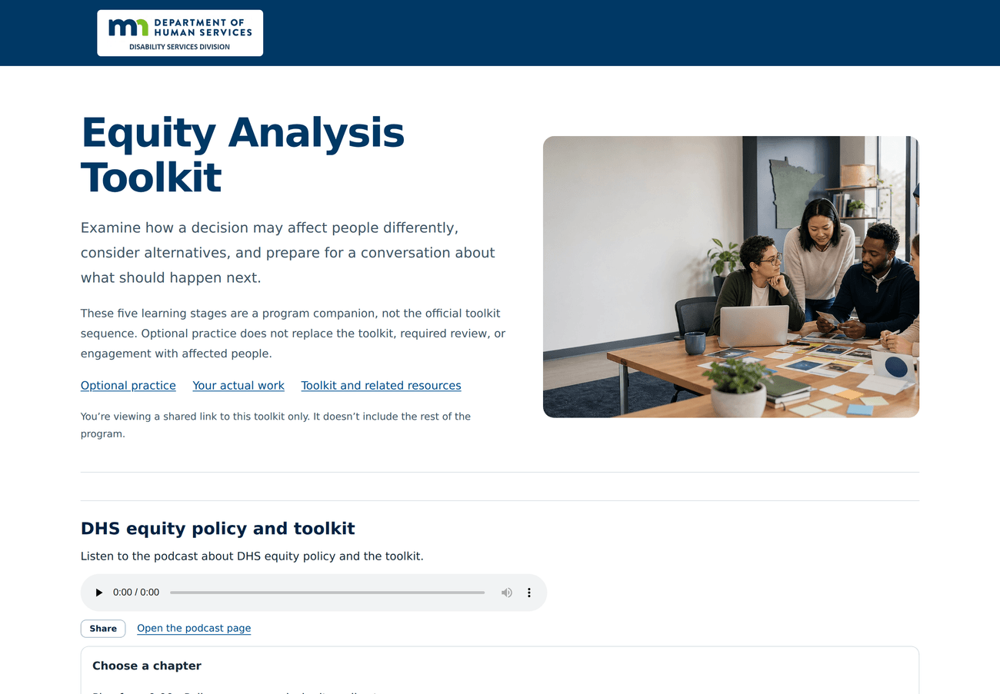 DEPARTMENT OF
HUMAN SERVICES
DISABILITY SERVICES DIVISION
Equity Analysis
Toolkit
Examine how a decision may affect people differently,
consider alternatives, and prepare for a conversation about
what should happen next.
These five learning stages are a program companion, not the official toolkit
sequence. Optional practice does not replace the toolkit, required review, or
engagement with affected people.
Optional practice Your actual work Toolkit and related resources
You’re viewing a shared link to this toolkit only. It doesn’t include the rest of the
program.
DHS equity policy and toolkit
Listen to the podcast about DHS equity policy and the toolkit.
0:00 / 0:00
Share Open the podcast page
Choose a chapter